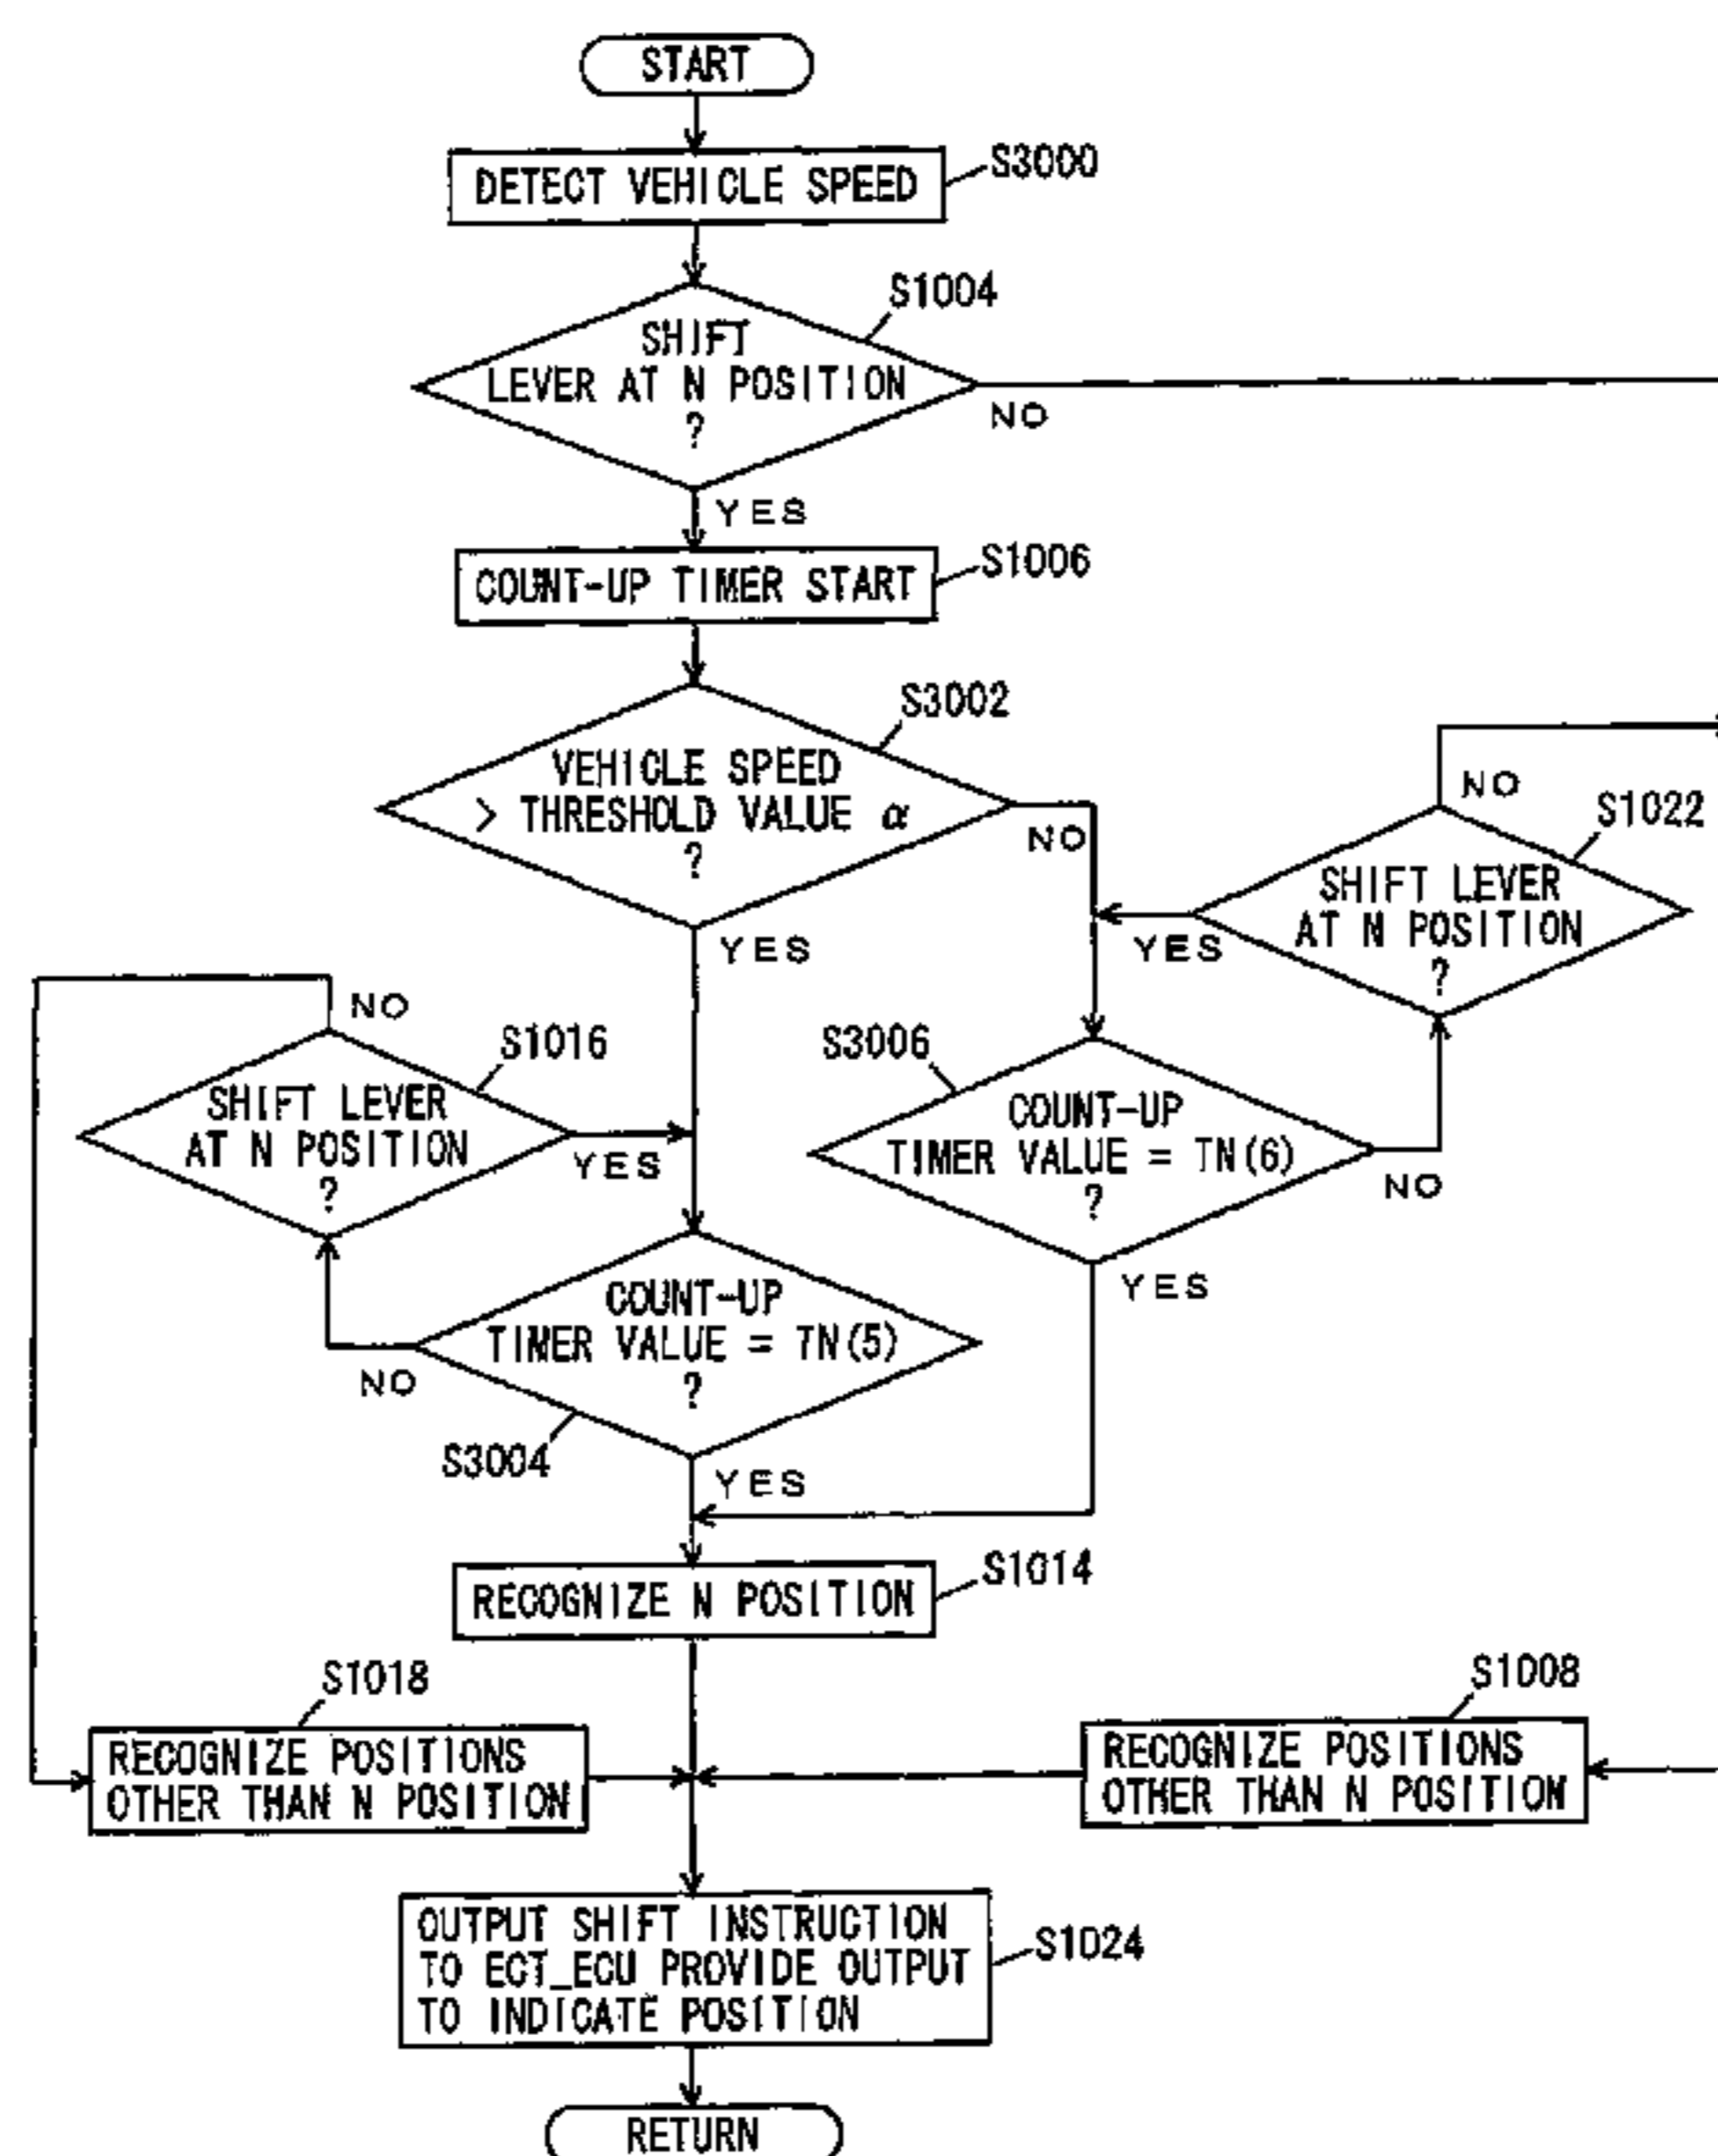 START
DETECT VEHICLE SPEED
S3000
S1004
SHIFT
LEVER AT N POSITION
?
NO
YES
COUNT-UP TIMER START
S1006
S3002
VEHICLE SPEED
> THRESHOLD VALUE α
?
NO
YES
NO
S1022
SHIFT LEVER
AT N POSITION
?
YES
NO
S1016
SHIFT LEVER
AT N POSITION
?
YES
S3006
COUNT-UP
TIMER VALUE = TN(6)
?
NO
YES
COUNT-UP
TIMER VALUE = TN(5)
?
NO
S3004
YES
RECOGNIZE N POSITION
S1014
S1018
RECOGNIZE POSITIONS
OTHER THAN N POSITION
S1008
RECOGNIZE POSITIONS
OTHER THAN N POSITION
OUTPUT SHIFT INSTRUCTION
TO ECT_ECU PROVIDE OUTPUT
TO INDICATE POSITION
S1024
RETURN